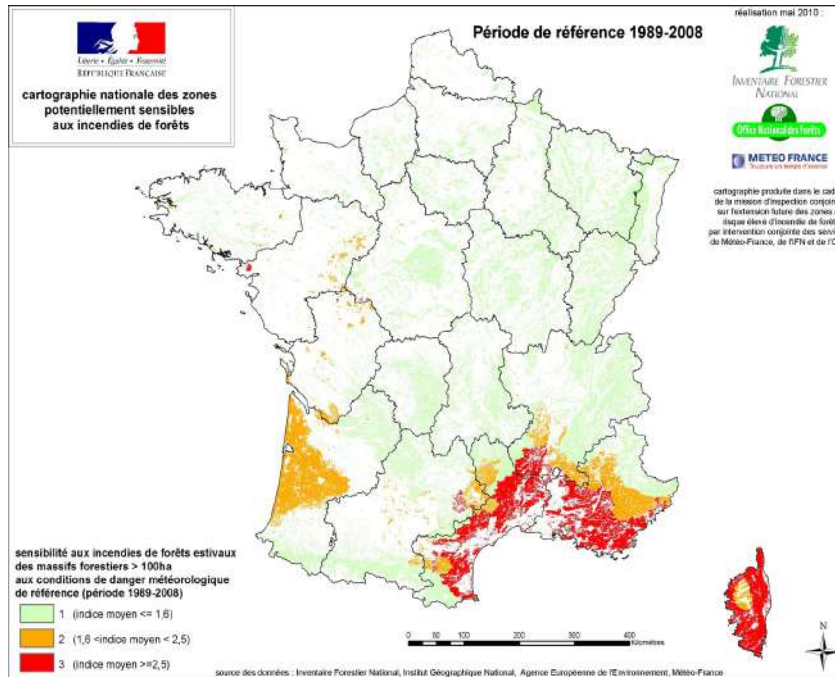 Période de référence 1989-2008
réalisation mai 2010 :
Liberté • Égalité • Fraternité
RÉPUBLIQUE FRANÇAISE
cartographie nationale des zones
potentiellement sensibles
aux incendies de forêts
INVENTAIRE FORESTIER
NATIONAL
Office National des Forêts
METEO FRANCE
Toujours un temps d'avance
cartographie produite dans le cad
de la mission d'inspection conjoin
sur l'extension future des zones
risque élevé d'incendie de forêt
par intervention conjointe des servi
de Météo-France, de l'IFN et de l'O
sensibilité aux incendies de forêts estivaux
des massifs forestiers > 100ha
aux conditions de danger météorologique
de référence (période 1989-2008)
1 (indice moyen <= 1,6)
2 (1,6 <indice moyen < 2,5)
3 (indice moyen >=2,5)
0 50 100 200 300 400
Kilomètres
N
source des données : Inventaire Forestier National, Institut Géographique National, Agence Européenne de l'Environnement, Météo-France